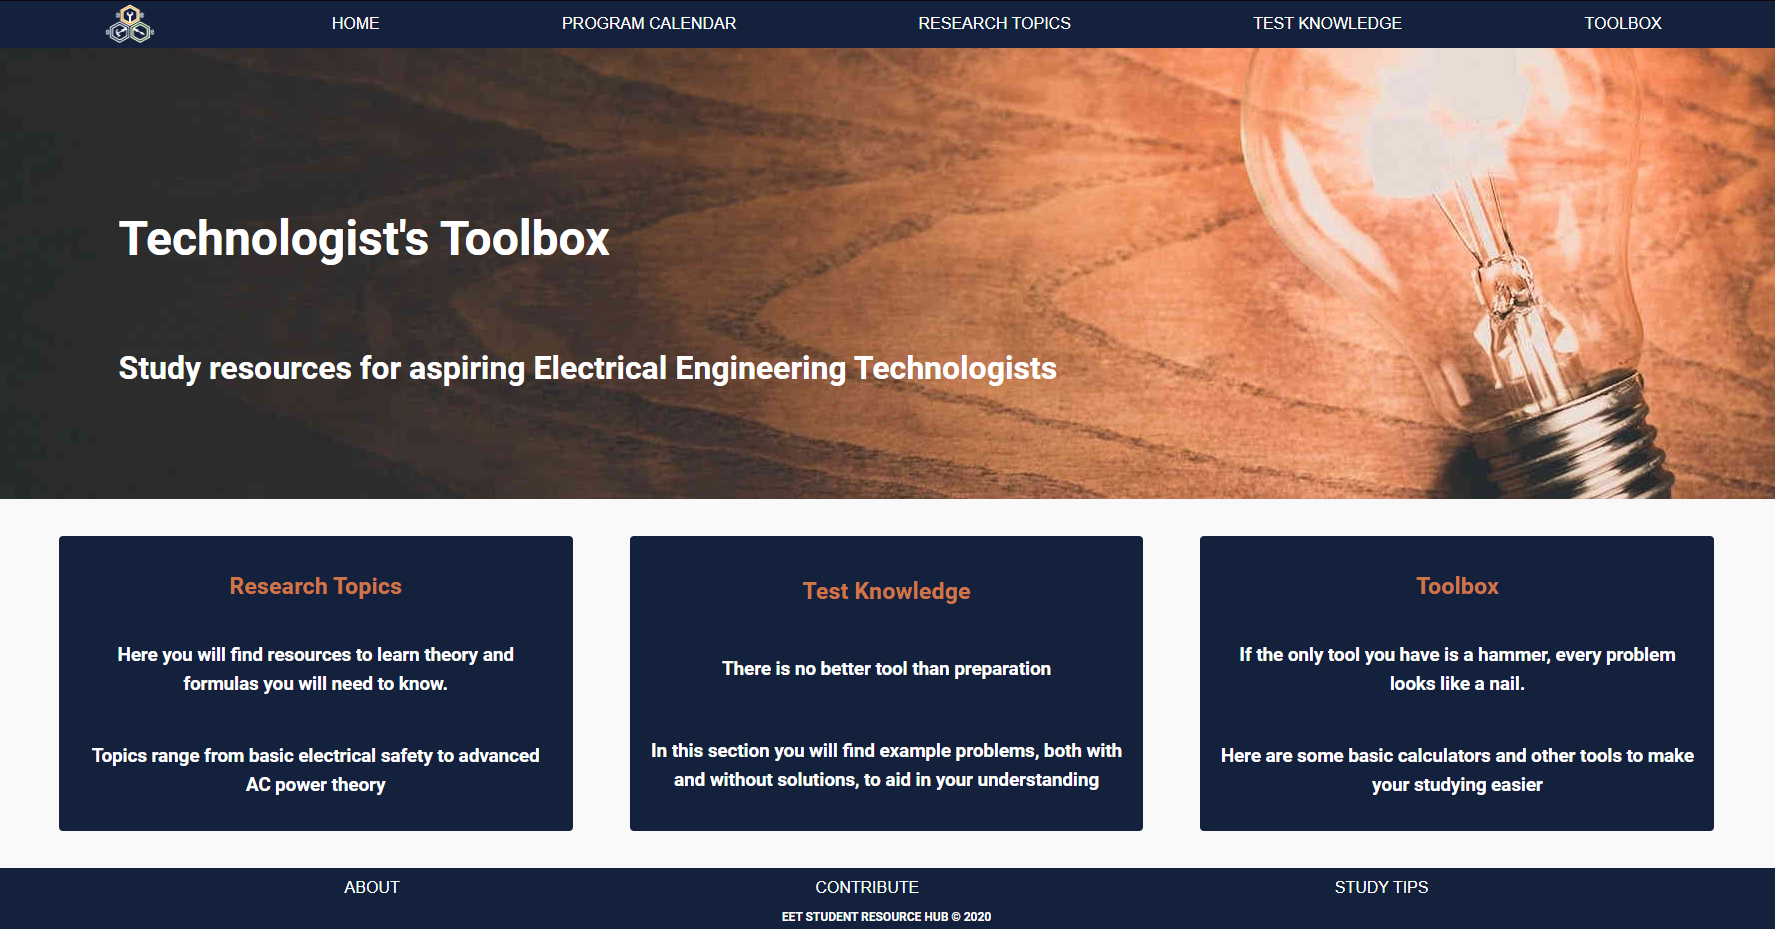 HOME
PROGRAM CALENDAR
RESEARCH TOPICS
TEST KNOWLEDGE
TOOLBOX
Technologist's Toolbox
Study resources for aspiring Electrical Engineering Technologists
Research Topics
Here you will find resources to learn theory and
formulas you will need to know.
Topics range from basic electrical safety to advanced
AC power theory
Test Knowledge
There is no better tool than preparation
In this section you will find example problems, both with
and without solutions, to aid in your understanding
Toolbox
If the only tool you have is a hammer, every problem
looks like a nail.
Here are some basic calculators and other tools to make
your studying easier
ABOUT
CONTRIBUTE
STUDY TIPS
EET STUDENT RESOURCE HUB © 2020